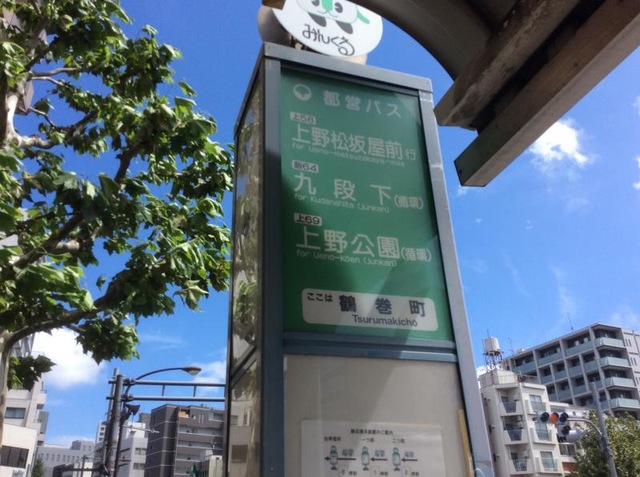 みんくる
都営バス
上58
上野松坂屋前行
for Ueno-matsuzakaya-mae
飯64
九段下(循環)
for Kudanshita (Junkan)
上69
上野公園(循環)
for Ueno-kōen (Junkan)
ここは 鶴巻町
Tsurumakichō